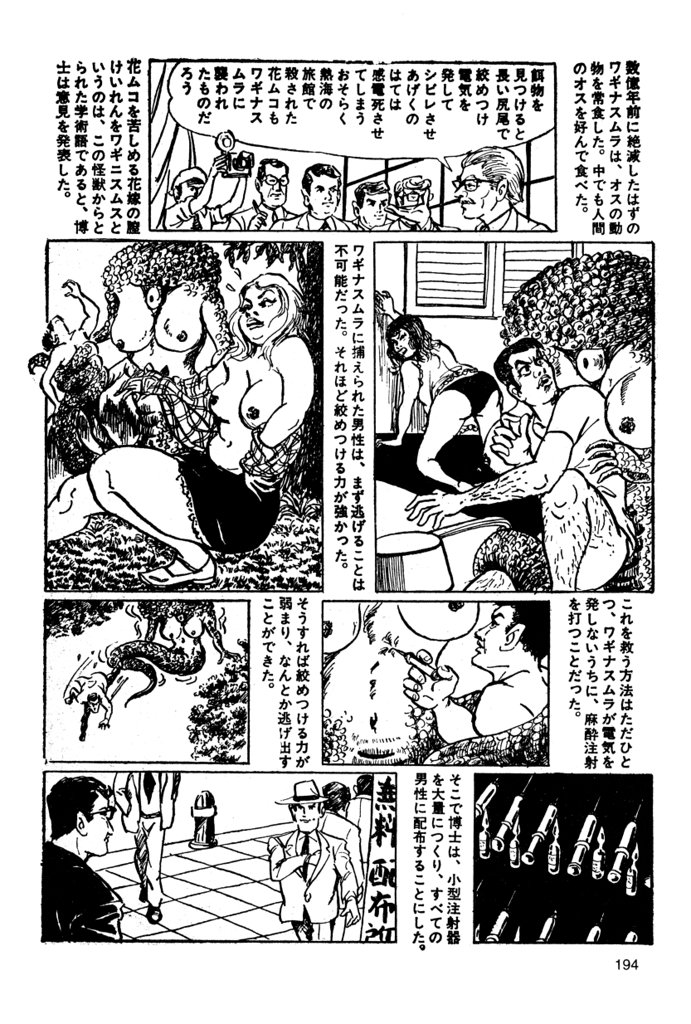 数億年前に絶滅したはずの
ワギナスムラは、オスの動
物を常食した。中でも人間
のオスを好んで食べた。
餌物を
見つけると
長い尻尾で
絞めつけ
電気を
発して
シビレさせ
あげくの
はては
感電死させ
てしまう
おそらく
熱海の
旅館で
殺された
花ムコも
ワギナス
ムラに
襲われ
たものだ
ろう
花ムコを苦しめる花嫁の膣
けいれんをワギニスムスと
いうのは、この怪獣からと
られた学術語であると、博
士は意見を発表した。
ワギナスムラに捕えられた男性は、まず逃げることは
不可能だった。それほど絞めつける力が強かった。
これを救う方法はただひと
つ、ワギナスムラが電気を
発しないうちに、麻酔注射
を打つことだった。
そうすれば絞めつける力が
弱まり、なんとか逃げ出す
ことができた。
そこで博士は、小型注射器
を大量につくり、すべての
男性に配布することにした。
無料配布所
194